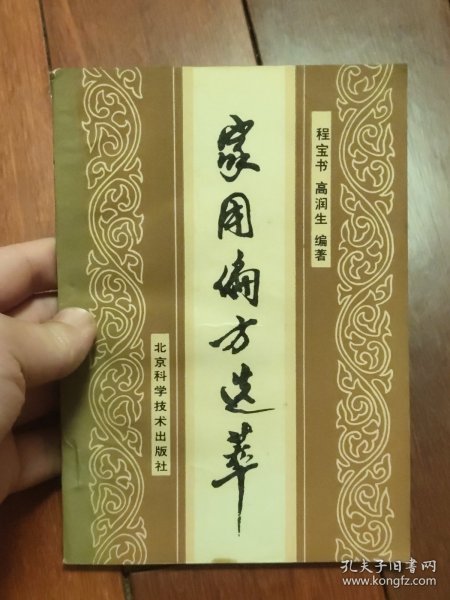 家用偏方选萃
程宝书 高润生 编著
北京科学技术出版社
孔夫子旧书网
www.kongfz.com